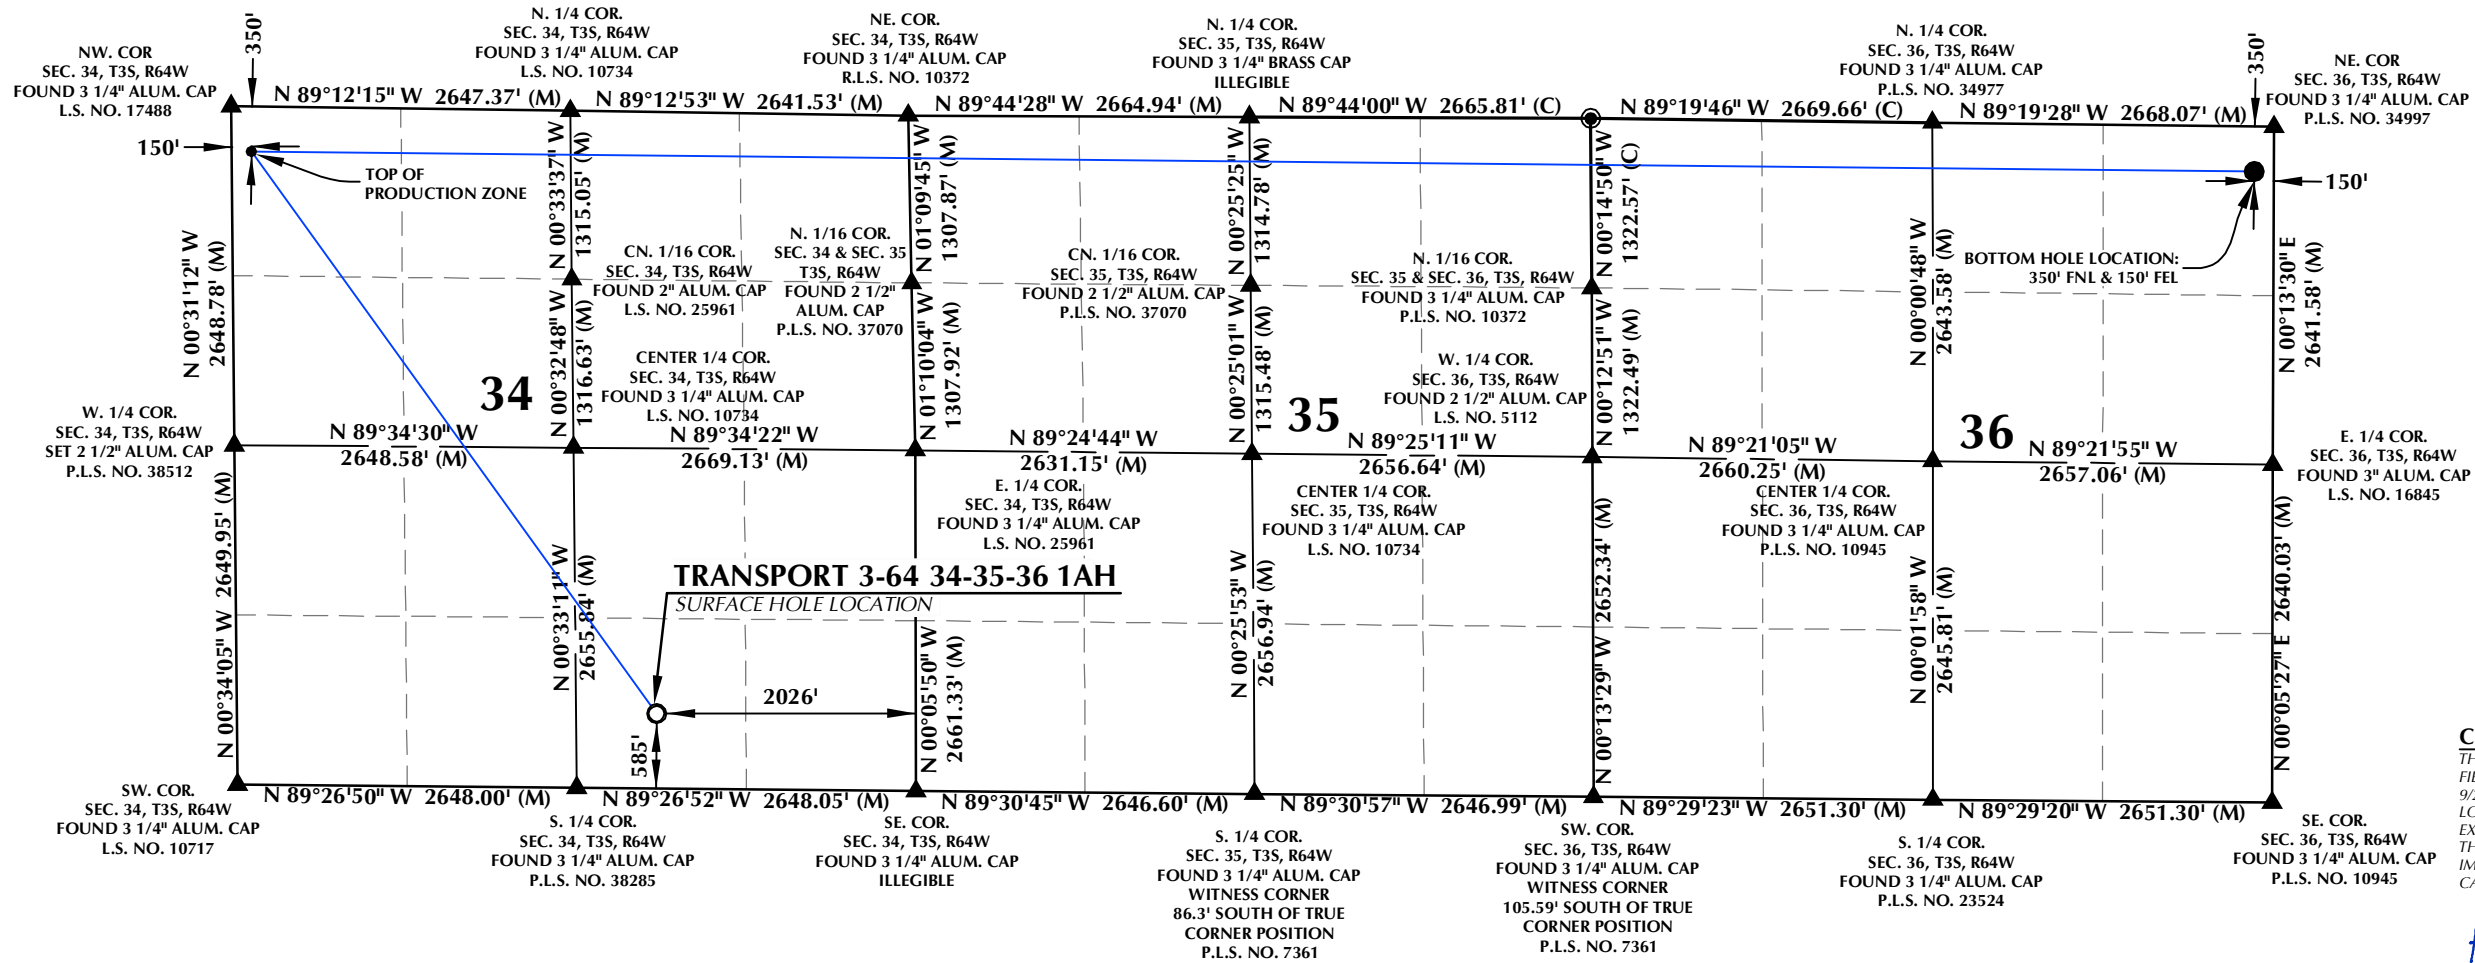 350'
NW. COR
SEC. 34, T3S, R64W
FOUND 3 1/4" ALUM. CAP
L.S. NO. 17488
N. 1/4 COR.
SEC. 34, T3S, R64W
FOUND 3 1/4" ALUM. CAP
L.S. NO. 10734
NE. COR.
SEC. 34, T3S, R64W
FOUND 3 1/4" ALUM. CAP
R.L.S. NO. 10372
N. 1/4 COR.
SEC. 35, T3S, R64W
FOUND 3 1/4" BRASS CAP
ILLEGIBLE
N. 1/4 COR.
SEC. 36, T3S, R64W
FOUND 3 1/4" ALUM. CAP
P.L.S. NO. 34977
350'
NE. COR
SEC. 36, T3S, R64W
FOUND 3 1/4" ALUM. CAP
P.L.S. NO. 34997
N 89°12'15" W 2647.37' (M)
N 89°12'53" W 2641.53' (M)
N 89°44'28" W 2664.94' (M)
N 89°44'00" W 2665.81' (C)
N 89°19'46" W 2669.66' (C)
N 89°19'28" W 2668.07' (M)
150'
TOP OF
PRODUCTION ZONE
N 00°33'37" W
1315.05' (M)
N 01°09'45" W
1307.87' (M)
N 00°25'25" W
1314.78' (M)
N 00°14'50" W
1322.57' (C)
150'
N 00°31'12" W
2648.78' (M)
CN. 1/16 COR.
SEC. 34, T3S, R64W
FOUND 2" ALUM. CAP
L.S. NO. 25961
N. 1/16 COR.
SEC. 34 & SEC. 35
T3S, R64W
FOUND 2 1/2"
ALUM. CAP
P.L.S. NO. 37070
CN. 1/16 COR.
SEC. 35, T3S, R64W
FOUND 2 1/2" ALUM. CAP
P.L.S. NO. 37070
N. 1/16 COR.
SEC. 35 & SEC. 36, T3S, R64W
FOUND 3 1/4" ALUM. CAP
P.L.S. NO. 10372
N 00°00'48" W
2643.58' (M)
BOTTOM HOLE LOCATION:
350' FNL & 150' FEL
N 00°13'30" E
2641.58' (M)
N 00°32'48" W
1316.63' (M)
N 01°10'04" W
1307.92' (M)
N 00°25'01" W
1315.48' (M)
N 00°12'51" W
1322.49' (M)
34
CENTER 1/4 COR.
SEC. 34, T3S, R64W
FOUND 3 1/4" ALUM. CAP
L.S. NO. 10734
35
W. 1/4 COR.
SEC. 36, T3S, R64W
FOUND 2 1/2" ALUM. CAP
L.S. NO. 5112
36
W. 1/4 COR.
SEC. 34, T3S, R64W
SET 2 1/2" ALUM. CAP
P.L.S. NO. 38512
N 89°34'30" W
2648.58' (M)
N 89°34'22" W
2669.13' (M)
N 89°24'44" W
2631.15' (M)
N 89°25'11" W
2656.64' (M)
N 89°21'05" W
2660.25' (M)
N 89°21'55" W
2657.06' (M)
E. 1/4 COR.
SEC. 36, T3S, R64W
FOUND 3" ALUM. CAP
L.S. NO. 16845
E. 1/4 COR.
SEC. 34, T3S, R64W
FOUND 3 1/4" ALUM. CAP
L.S. NO. 25961
CENTER 1/4 COR.
SEC. 35, T3S, R64W
FOUND 3 1/4" ALUM. CAP
L.S. NO. 10734
CENTER 1/4 COR.
SEC. 36, T3S, R64W
FOUND 3 1/4" ALUM. CAP
P.L.S. NO. 10945
N 00°34'05" W 2649.95' (M)
N 00°33'11" W
2655.84' (M)
TRANSPORT 3-64 34-35-36 1AH
SURFACE HOLE LOCATION
N 00°05'50" W
2661.33' (M)
N 00°25'53" W
2656.94' (M)
N 00°13'29" W 2652.34' (M)
N 00°01'58" W
2645.81' (M)
N 00°05'27" E 2640.03' (M)
2026'
585'
N 89°26'50" W 2648.00' (M)
N 89°26'52" W 2648.05' (M)
N 89°30'45" W 2646.60' (M)
N 89°30'57" W 2646.99' (M)
N 89°29'23" W 2651.30' (M)
N 89°29'20" W 2651.30' (M)
SW. COR.
SEC. 34, T3S, R64W
FOUND 3 1/4" ALUM. CAP
L.S. NO. 10717
S. 1/4 COR.
SEC. 34, T3S, R64W
FOUND 3 1/4" ALUM. CAP
P.L.S. NO. 38285
SE. COR.
SEC. 34, T3S, R64W
FOUND 3 1/4" ALUM. CAP
ILLEGIBLE
S. 1/4 COR.
SEC. 35, T3S, R64W
FOUND 3 1/4" ALUM. CAP
WITNESS CORNER
86.3' SOUTH OF TRUE
CORNER POSITION
P.L.S. NO. 7361
SW. COR.
SEC. 36, T3S, R64W
FOUND 3 1/4" ALUM. CAP
WITNESS CORNER
105.59' SOUTH OF TRUE
CORNER POSITION
P.L.S. NO. 7361
S. 1/4 COR.
SEC. 36, T3S, R64W
FOUND 3 1/4" ALUM. CAP
P.L.S. NO. 23524
SE. COR.
SEC. 36, T3S, R64W
FOUND 3 1/4" ALUM. CAP
P.L.S. NO. 10945